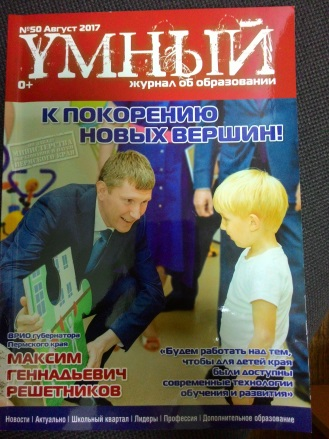 №50 Август 2017
УМНЫЙ
0+
журнал об образовании
К ПОКОРЕНИЮ
НОВЫХ ВЕРШИН!
ВРИО губернатора
Пермского края
МАКСИМ
ГЕННАДЬЕВИЧ
РЕШЕТНИКОВ
«Будем работать над тем,
чтобы для детей края
были доступны
современные технологии
обучения и развития»
Новости | Актуально | Школьный квартал | Лидеры | Профессия | Дополнительное образование